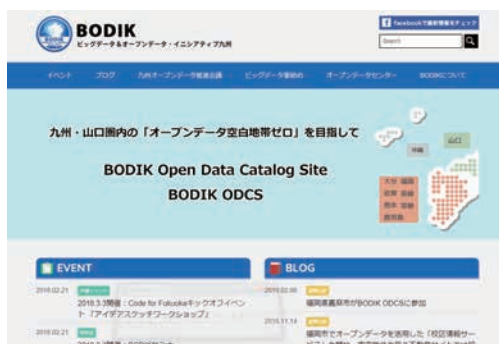 BODIK
ビッグデータ&オープンデータ・イニシアティブ九州
facebookで最新情報をチェック
Search
イベント ブログ 九州オープンデータ推進会議 ビッグデータ事始め オープンデータセンター BODIKについて
九州・山口圏内の「オープンデータ空白地帯ゼロ」を目指して
BODIK Open Data Catalog Site
BODIK ODCS
山口
沖縄
大分 福岡
佐賀 長崎
熊本 宮崎
鹿児島
EVENT
2018.02.21
2018.3.3開催:Code for Fukuokaキックオフイベン
ト「アイデアスケッチワークショップ」
2018.02.21
BLOG
福岡県嘉麻市がBODIK ODCSに参加
福岡市でオープンデータを活用した「校区情報サー